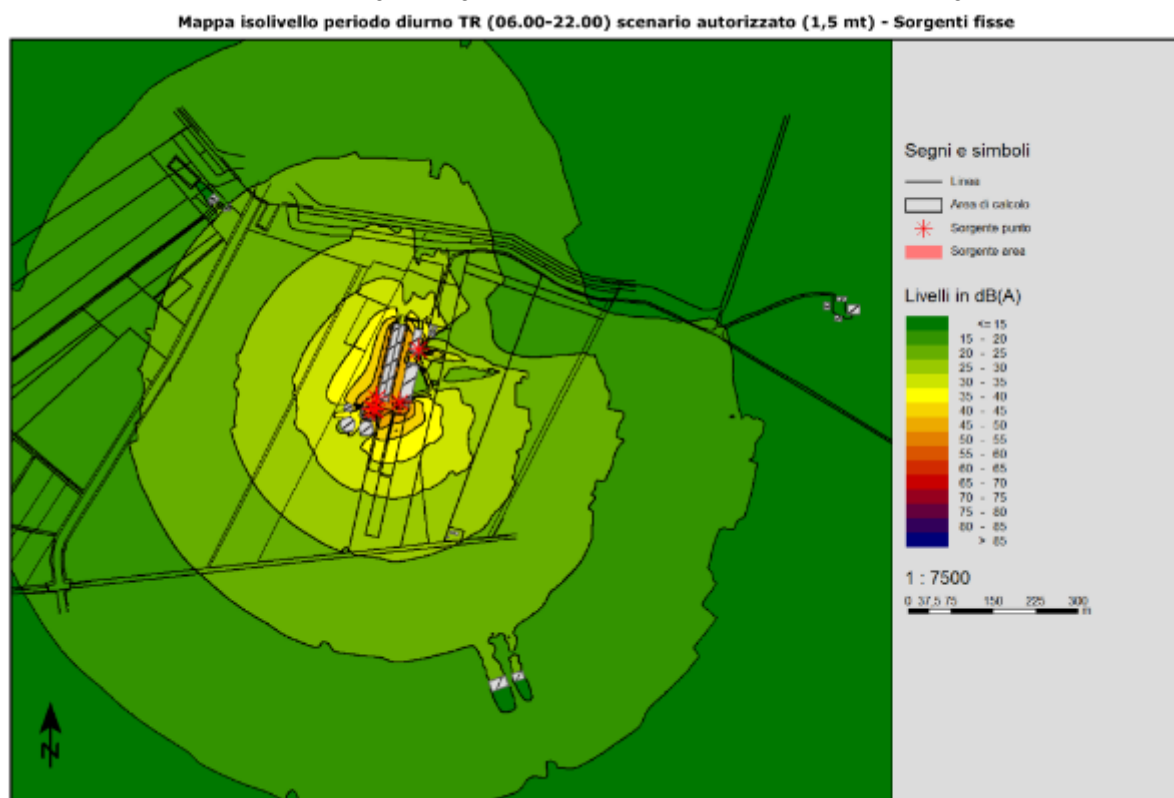 Mappa isolivello periodo diurno TR (06.00-22.00) scenario autorizzato (1,5 mt) - Sorgenti fisse
Segni e simboli
Linea
Area di calcolo
Sorgente punto
Sorgente area
Livelli in dB(A)
<= 15
15 - 20
20 - 25
25 - 30
30 - 35
35 - 40
40 - 45
45 - 50
50 - 55
55 - 60
60 - 65
65 - 70
70 - 75
75 - 80
80 - 85
> 85
1 : 7500
0 37,5 75 150 225 300
m
N